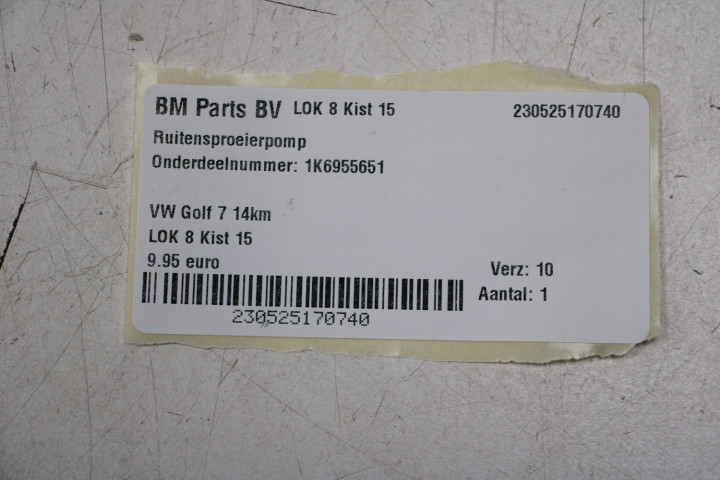 BM Parts BV LOK 8 Kist 15 230525170740
Ruitensproeierpomp
Onderdeelnummer: 1K6955651
VW Golf 7 14km
LOK 8 Kist 15
9.95 euro
Verz: 10
Aantal: 1
230525170740